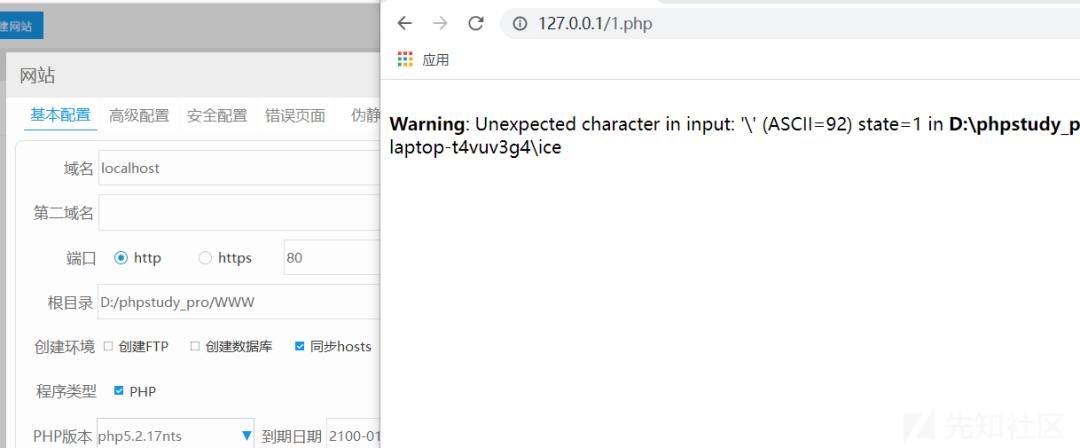 建网站
网站
基本配置 高级配置 安全配置 错误页面 伪静
域名 localhost
第二域名
端口 http https 80
根目录 D:/phpstudy_pro/WWW
创建环境 创建FTP 创建数据库 同步hosts
程序类型 PHP
PHP版本 php5.2.17nts 到期日期 2100-01
127.0.0.1/1.php
应用
Warning: Unexpected character in input: '\' (ASCII=92) state=1 in D:\phpstudy_p
laptop-t4vuv3g4\ice
先知社区